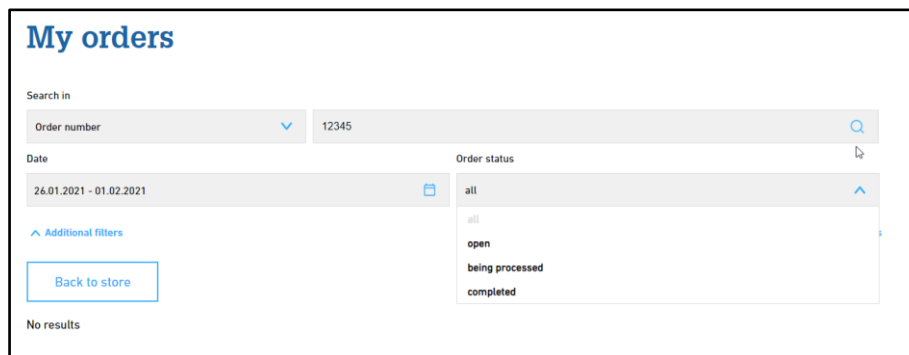 My orders
Search in
Order number
12345
Date
Order status
26.01.2021 - 01.02.2021
all
all
Additional filters
open
being processed
Back to store
completed
No results